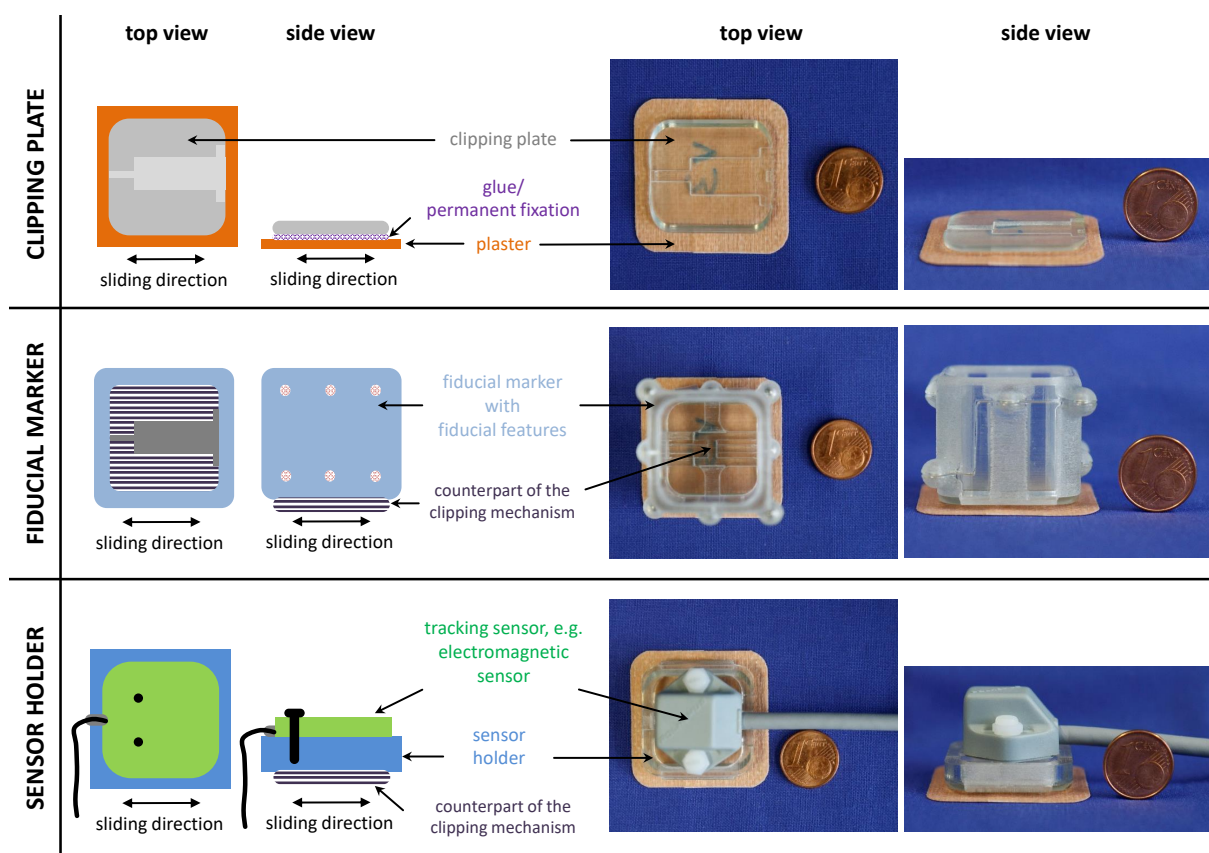 top view
side view
top view
side view
CLIPPING PLATE
clipping plate
glue/
permanent fixation
plaster
sliding direction
sliding direction
FIDUCIAL MARKER
fiducial marker
with
fiducial features
counterpart of the
clipping mechanism
sliding direction
sliding direction
SENSOR HOLDER
tracking sensor, e.g.
electromagnetic
sensor
sensor
holder
counterpart of the
clipping mechanism
sliding direction
sliding direction